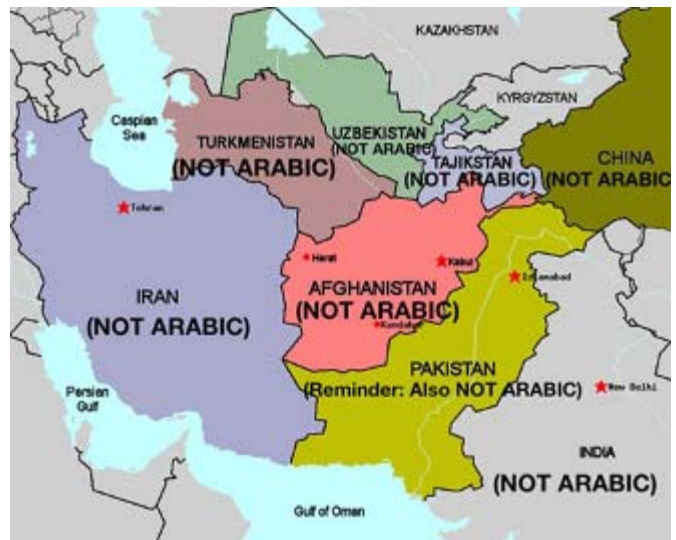 KAZAKHSTAN
KYRGYZSTAN
Caspian
Sea
TURKMENISTAN
(NOT ARABIC)
UZBEKISTAN
(NOT ARABIC)
TAJIKSTAN
(NOT ARABIC)
CHINA
(NOT ARABIC
Tehran
Herat
Kabul
Islamabad
AFGHANISTAN
(NOT ARABIC)
Kandahar
IRAN
(NOT ARABIC)
PAKISTAN
(Reminder: Also NOT ARABIC)
New Delhi
Persian
Gulf
INDIA
(NOT ARABIC)
Gulf of Oman